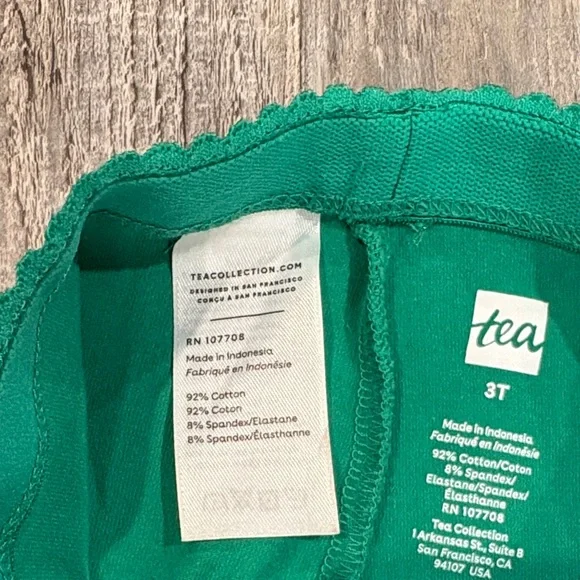 TEACOLLECTION.COM
DESIGNED IN SAN FRANCISCO
CONÇU À SAN FRANCISCO
RN 107708
Made in Indonesia
Fabriqué en Indonésie
92% Cotton
92% Coton
8% Spandex/Elastane
8% Spandex/Élasthanne
tea
3T
Made in Indonesia
Fabriqué en Indonésie
92% Cotton/Coton
8% Spandex/
Elastane/Spandex/
Élasthanne
RN 107708
Tea Collection
1 Arkansas St., Suite B
San Francisco, CA
94107 USA